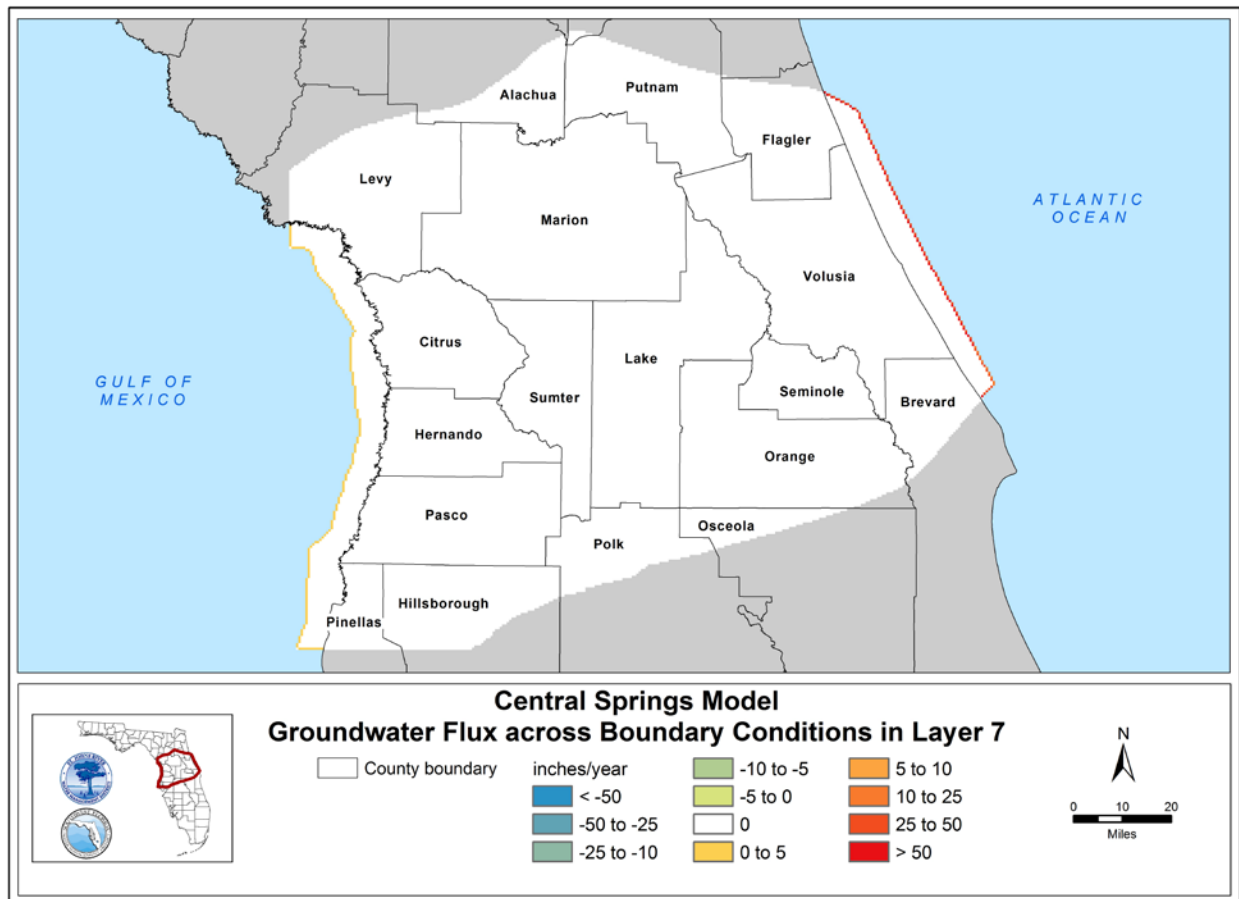 Alachua
Putnam
Flagler
Levy
Marion
ATLANTIC
OCEAN
Volusia
Citrus
Lake
GULF OF
MEXICO
Sumter
Seminole
Brevard
Hernando
Orange
Pasco
Osceola
Polk
Hillsborough
Pinellas
Central Springs Model
Groundwater Flux across Boundary Conditions in Layer 7
County boundary
inches/year
< -50
-50 to -25
-25 to -10
-10 to -5
-5 to 0
0
0 to 5
5 to 10
10 to 25
25 to 50
> 50
N
0 10 20
Miles